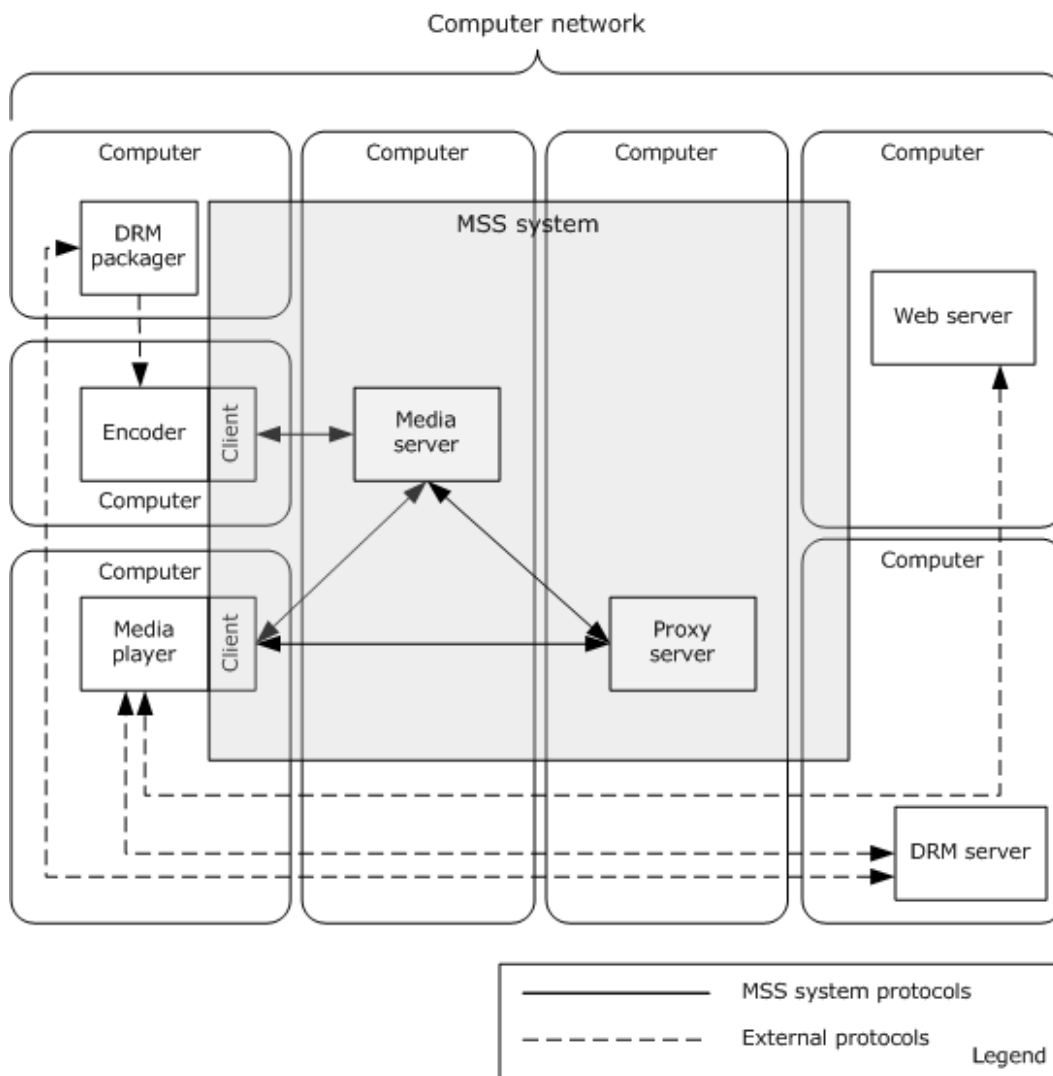 Computer network
Computer
Computer
Computer
Computer
MSS system
DRM
packager
Web server
Encoder
Client
Media
server
Computer
Computer
Computer
Media
player
Client
Proxy
server
DRM server
MSS system protocols
External protocols
Legend